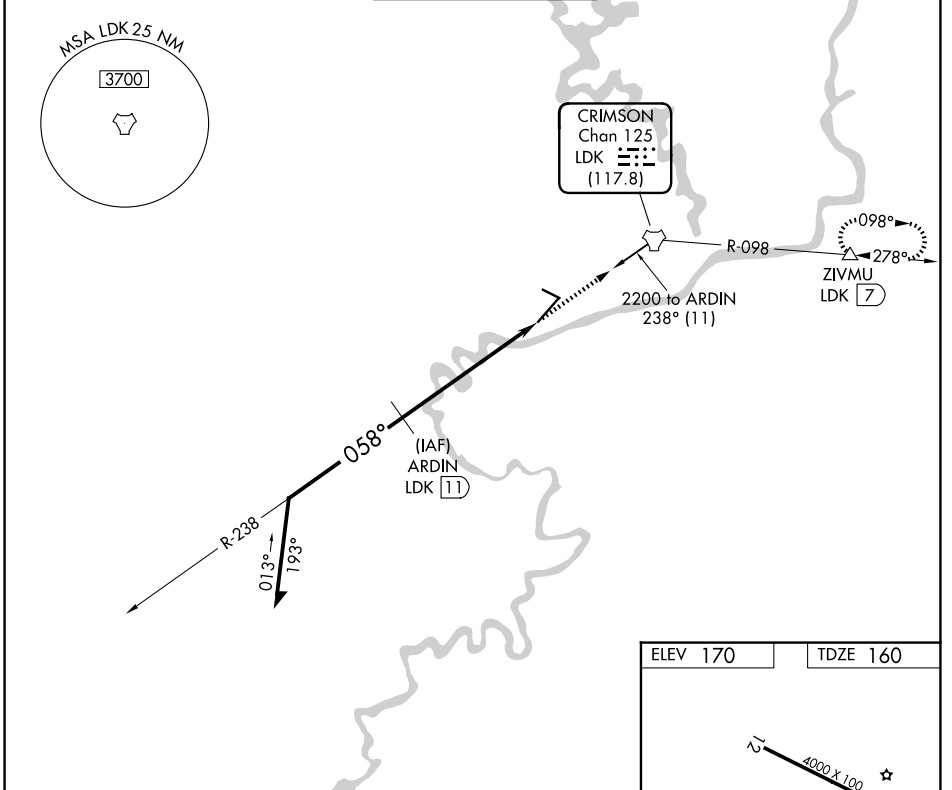 MSA LDK 25 NM
3700
CRIMSON
Chan 125
LDK
(117.8)
R-098
098°
278°
ZIVMU
LDK 7
2200 to ARDIN
238° (11)
058°
(IAF)
ARDIN
LDK 11
R-238
013°
193°
ELEV 170
TDZE 160
12
4000 X 100